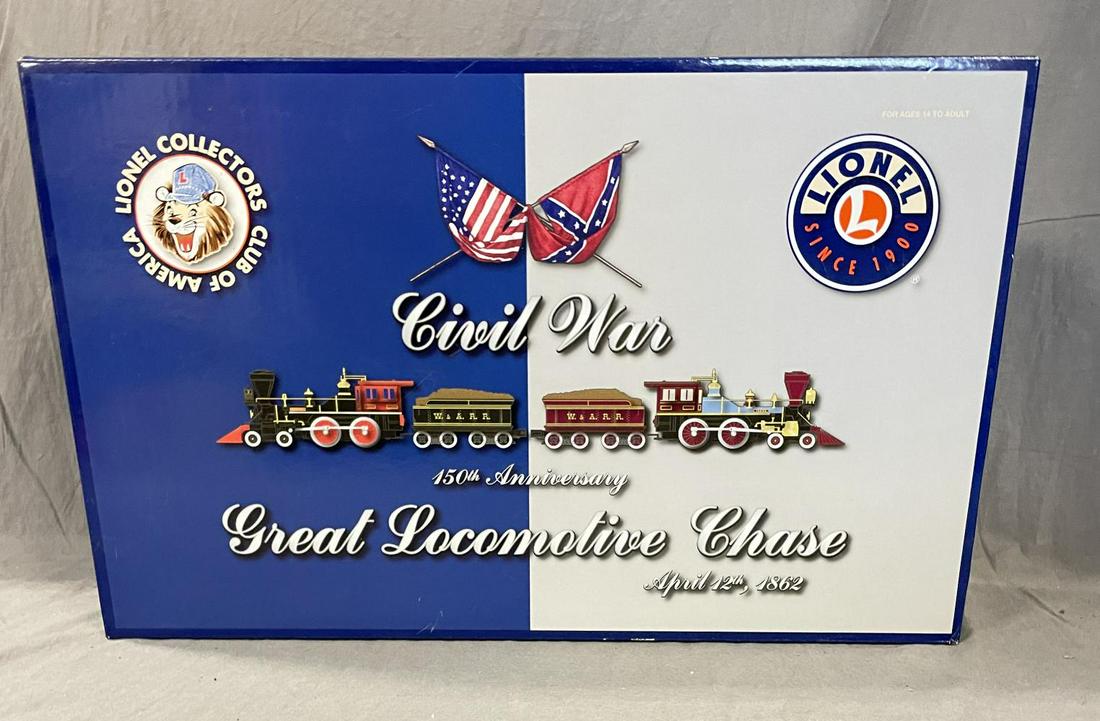 FOR AGES 14 TO ADULT
LIONEL COLLECTORS CLUB OF AMERICA
L
LIONEL
L
SINCE 1900
®
Civil War
W. & A. R. R.
W. & A. R. R.
150th Anniversary
Great Locomotive Chase
April 12th, 1862